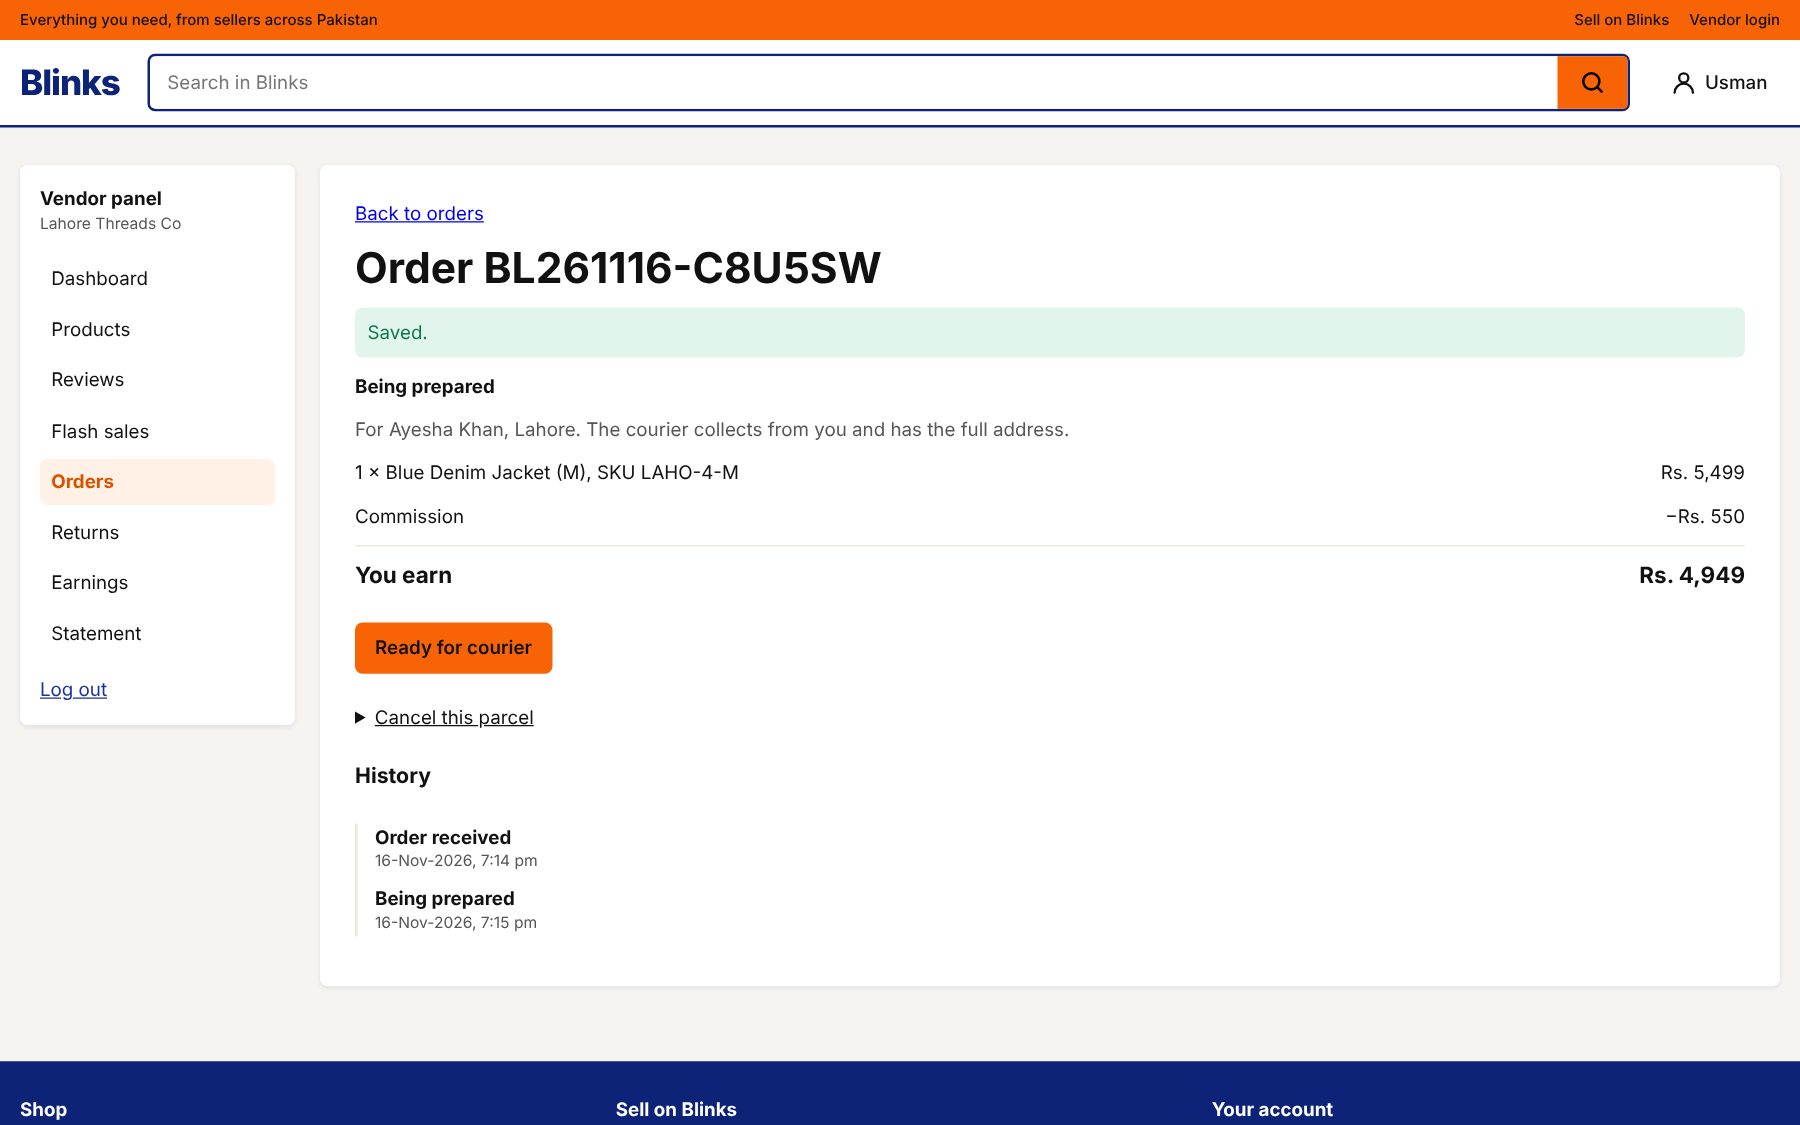 Everything you need, from sellers across Pakistan
Sell on Blinks
Vendor login
Blinks
Search in Blinks
Usman
Vendor panel
Lahore Threads Co
Dashboard
Products
Reviews
Flash sales
Orders
Returns
Earnings
Statement
Log out
Back to orders
Order BL261116-C8U5SW
Saved.
Being prepared
For Ayesha Khan, Lahore. The courier collects from you and has the full address.
1 × Blue Denim Jacket (M), SKU LAHO-4-M Rs. 5,499
Commission −Rs. 550
You earn Rs. 4,949
Ready for courier
Cancel this parcel
History
Order received
16-Nov-2026, 7:14 pm
Being prepared
16-Nov-2026, 7:15 pm
Shop
Sell on Blinks
Your account